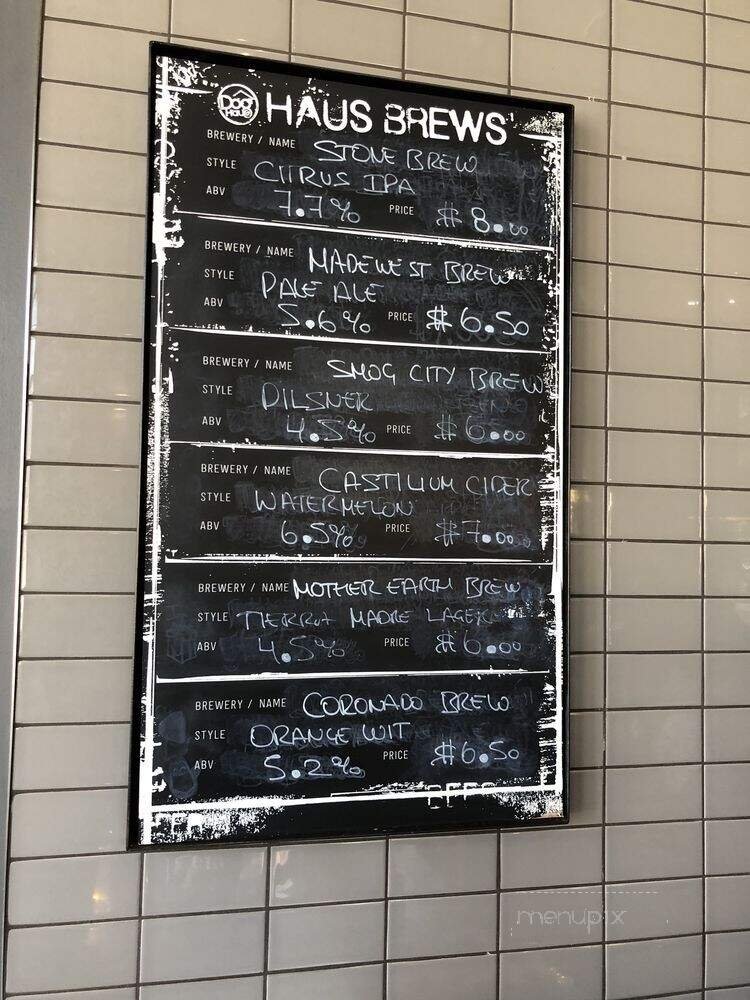 Dog Haus HAUS BREWS
BREWERY / NAME STONE BREW
STYLE CITRUS IPA
ABV 7.7% PRICE $8.00
BREWERY / NAME MADEWEST BREW
STYLE PALE ALE
ABV 5.6% PRICE $6.50
BREWERY / NAME SMOG CITY BREW
STYLE PILSNER
ABV 4.5% PRICE $6.00
BREWERY / NAME CIDER
STYLE WATERMELON
ABV 6.5% PRICE $7.00
BREWERY / NAME MOTHER EARTH BREW
STYLE TIERRA MADRE LAGER
ABV 4.5% PRICE $6.00
BREWERY / NAME CORONADO BREW
STYLE ORANGE WIT
ABV 5.2% PRICE $6.50
menupix